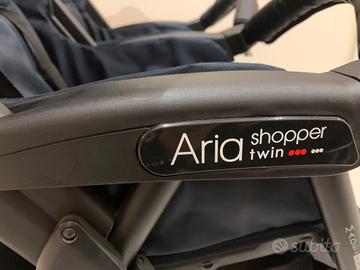 Aria shopper
twin
subito